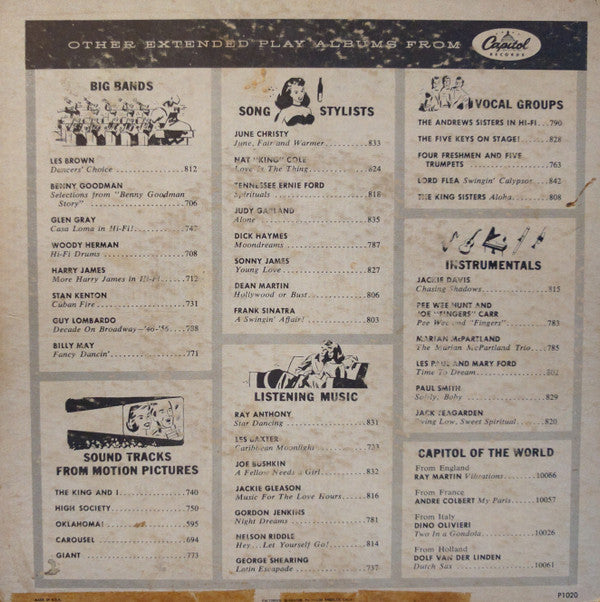 OTHER EXTENDED PLAY ALBUMS FROM
Capitol
RECORDS
BIG BANDS
LES BROWN
Dancers' Choice 812
BENNY GOODMAN
Selections from "Benny Goodman
Story" 706
GLEN GRAY
Casa Loma in Hi-Fi! 747
WOODY HERMAN
Hi-Fi Drums 708
HARRY JAMES
More Harry James in Hi-Fi 712
STAN KENTON
Cuban Fire 731
GUY LOMBARDO
Decade On Broadway—'46-'56 738
BILLY MAY
Fancy Dancin' 771
SOUND TRACKS
FROM MOTION PICTURES
THE KING AND I 740
HIGH SOCIETY 750
OKLAHOMA! 595
CAROUSEL 694
GIANT 773
SONG STYLISTS
JUNE CHRISTY
June, Fair and Warmer 833
NAT "KING" COLE
Love Is The Thing 824
TENNESSEE ERNIE FORD
Spirituals 818
JUDY GARLAND
Alone 835
DICK HAYMES
Moondreams 787
SONNY JAMES
Young Love 827
DEAN MARTIN
Hollywood or Bust 806
FRANK SINATRA
A Swingin' Affair! 803
LISTENING MUSIC
RAY ANTHONY
Star Dancing 831
LES BAXTER
Caribbean Moonlight
JOE BUSHKIN
A Fellow Needs a Girl 832
JACKIE GLEASON
Music For The Love Hours 816
GORDON JENKINS
Night Dreams 781
NELSON RIDDLE
Hey... Let Yourself Go! 814
GEORGE SHEARING
Latin Escapade 737
VOCAL GROUPS
THE ANDREWS SISTERS IN HI-FI 790
THE FIVE KEYS ON STAGE! 828
FOUR FRESHMEN AND FIVE
TRUMPETS 763
LORD FLEA Swingin' Calypsos 842
THE KING SISTERS Aloha 808
INSTRUMENTALS
JACKIE DAVIS
Chasing Shadows 815
PEE WEE HUNT AND
JOE "FINGERS" CARR
Pee Wee and "Fingers" 783
MARIAN McPARTLAND
The Marian McPartland Trio 785
LES PAUL AND MARY FORD
Time To Dream
PAUL SMITH
Softly, Baby 829
JACK TEAGARDEN
Swing Low, Sweet Spiritual 820
CAPITOL OF THE WORLD
From England
RAY MARTIN Vibrations 10066
From France
ANDRE COLBERT My Paris 10057
From Italy
DINO OLIVIERI
Two In a Gondola 10026
From Holland
DOLF VAN DER LINDEN
Dutch Sax 10061
P1020